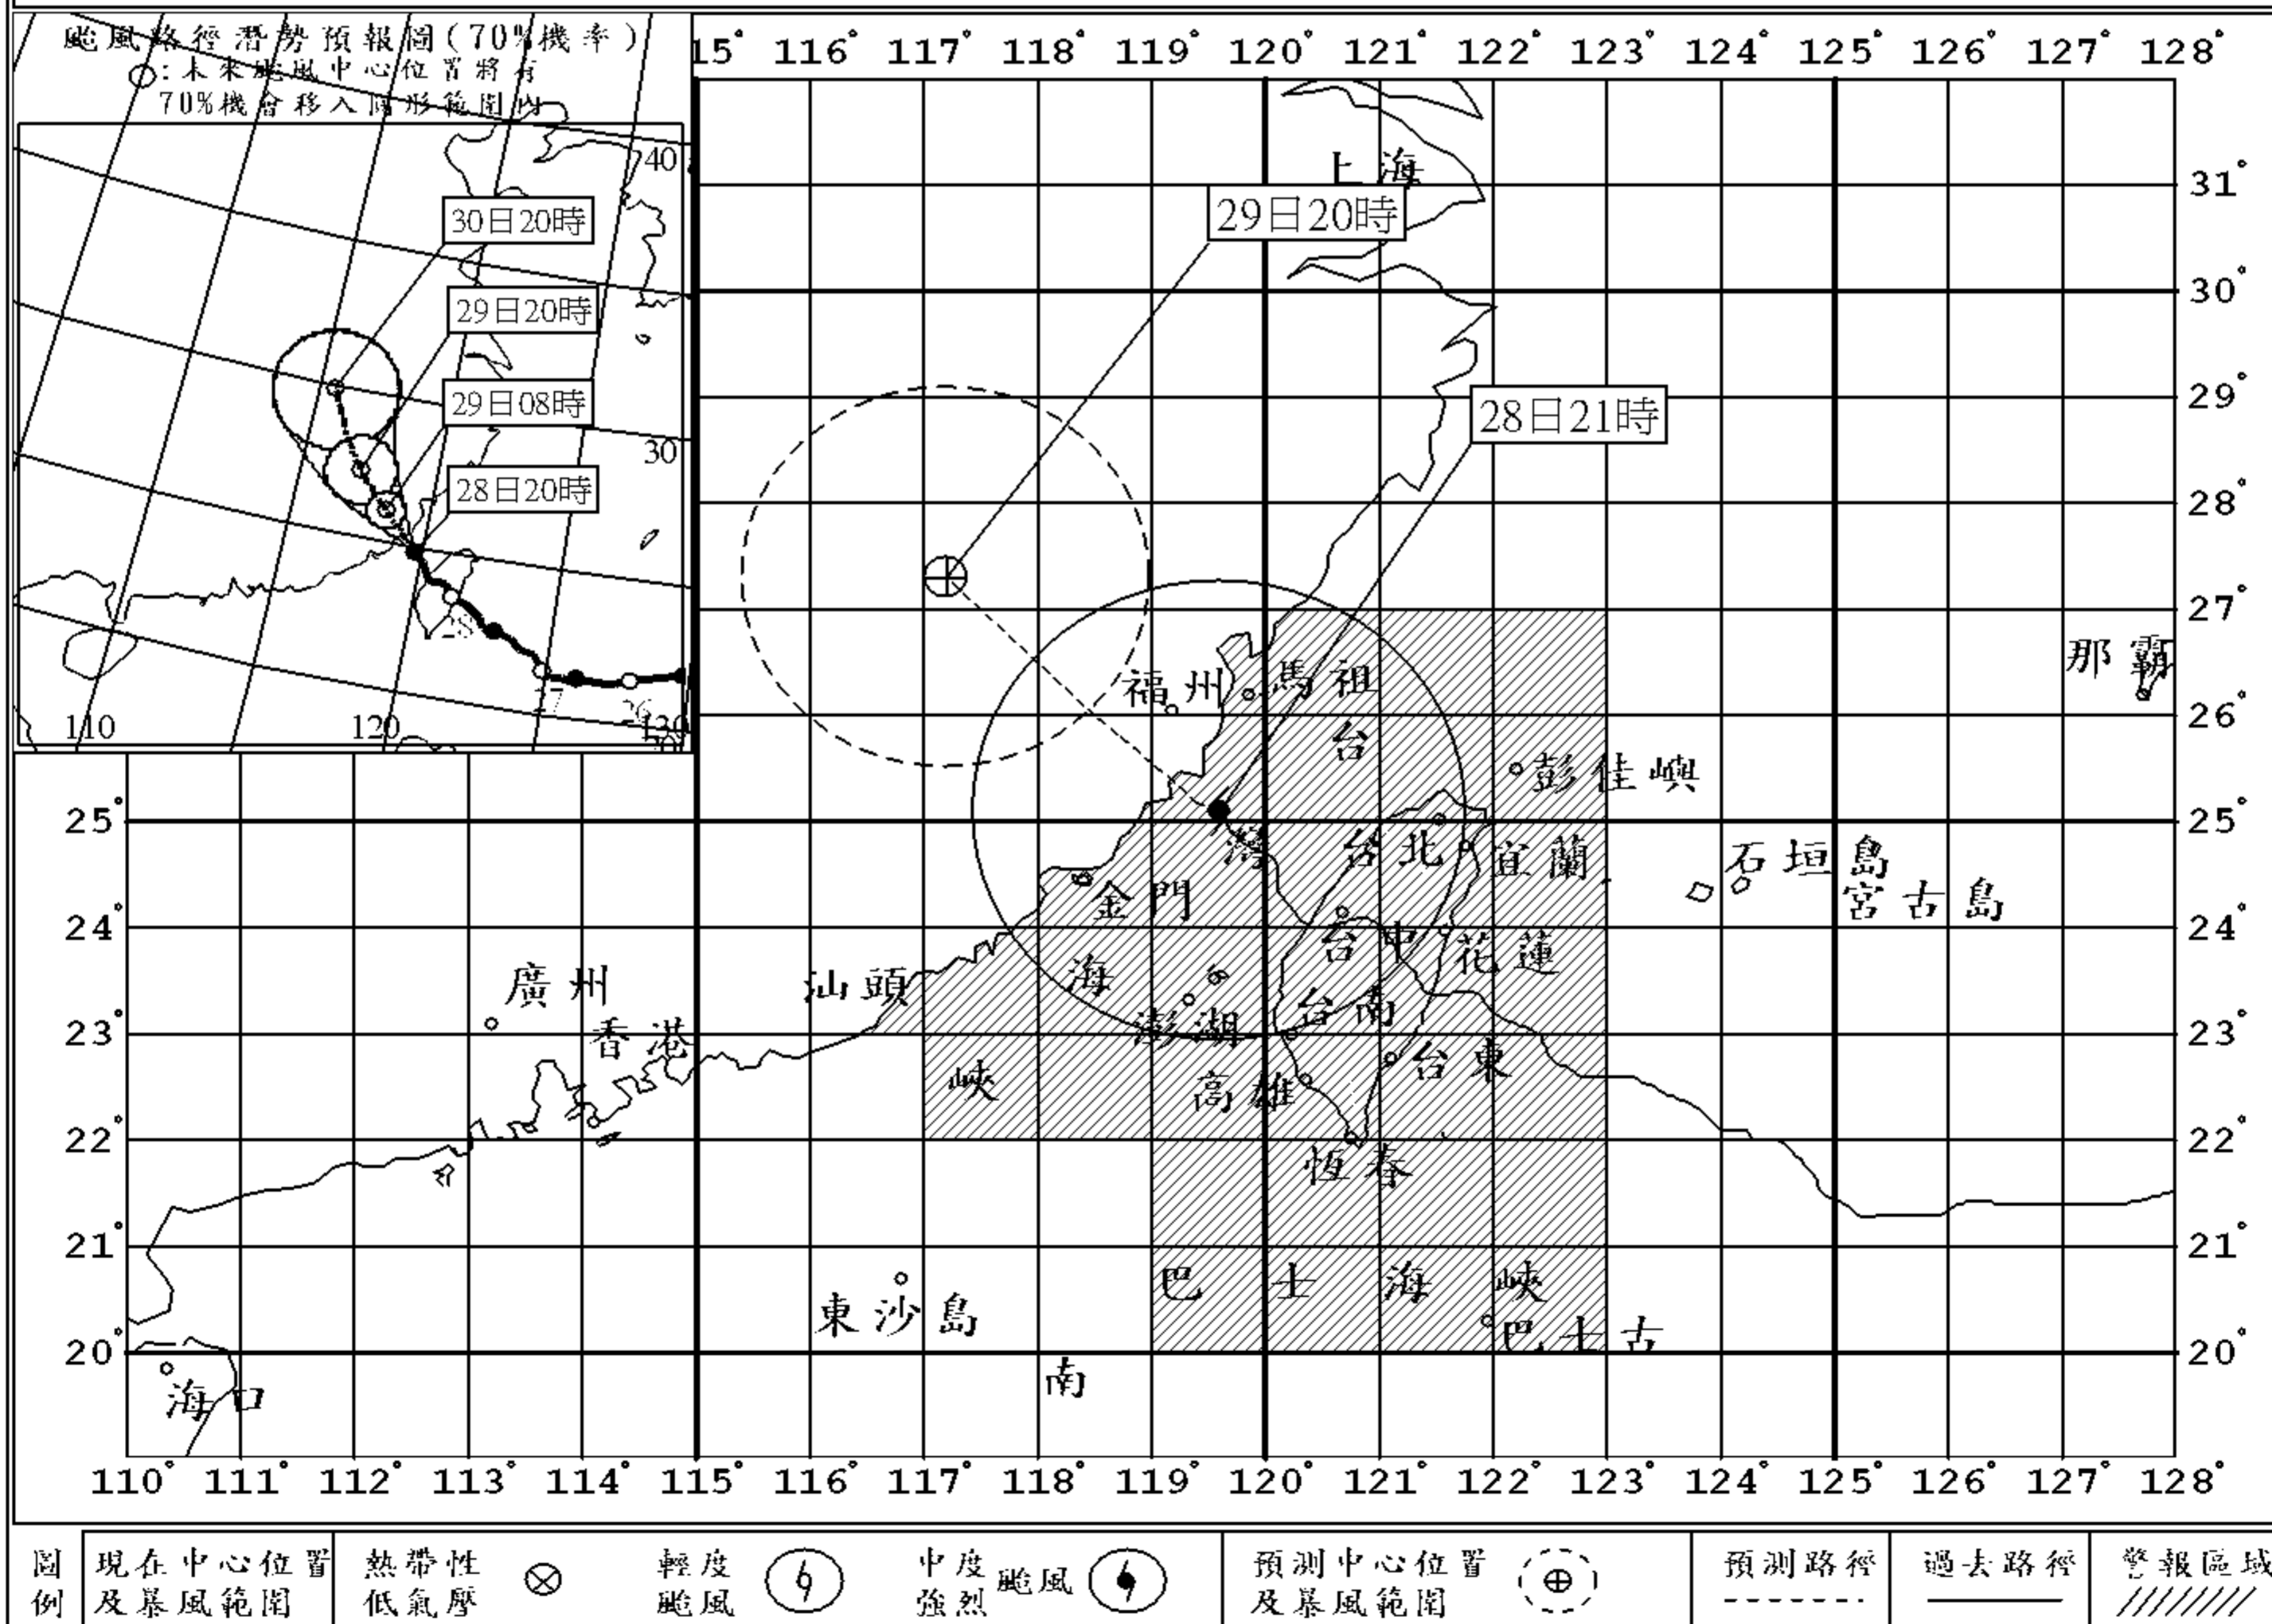 颱風路徑潛勢預報圖(70%機率)
○:未來颱風中心位置將有
70%機會移入圓形範圍內
40
30日20時
29日20時
29日08時
30
28日20時
28
27
26
110
120
130
15° 116° 117° 118° 119° 120° 121° 122° 123° 124° 125° 126° 127° 128°
上海
31°
29日20時
30°
29°
28日21時
28°
27°
那霸
福州
馬祖
26°
台
彭佳嶼
25°
25°
灣
台北
宜蘭
石垣島
金門
宮古島
24°
24°
台中
花蓮
海
廣州
汕頭
台南
23°
23°
香港
澎湖
台東
峽
高雄
22°
22°
恆春
21°
21°
巴士海峽
東沙島
巴士古
20°
20°
南
海口
110° 111° 112° 113° 114° 115° 116° 117° 118° 119° 120° 121° 122° 123° 124° 125° 126° 127° 128°
圖例
現在中心位置
及暴風範圍
熱帶性
低氣壓
輕度
颱風
中度
強烈
颱風
預測中心位置
及暴風範圍
預測路徑
過去路徑
警報區域